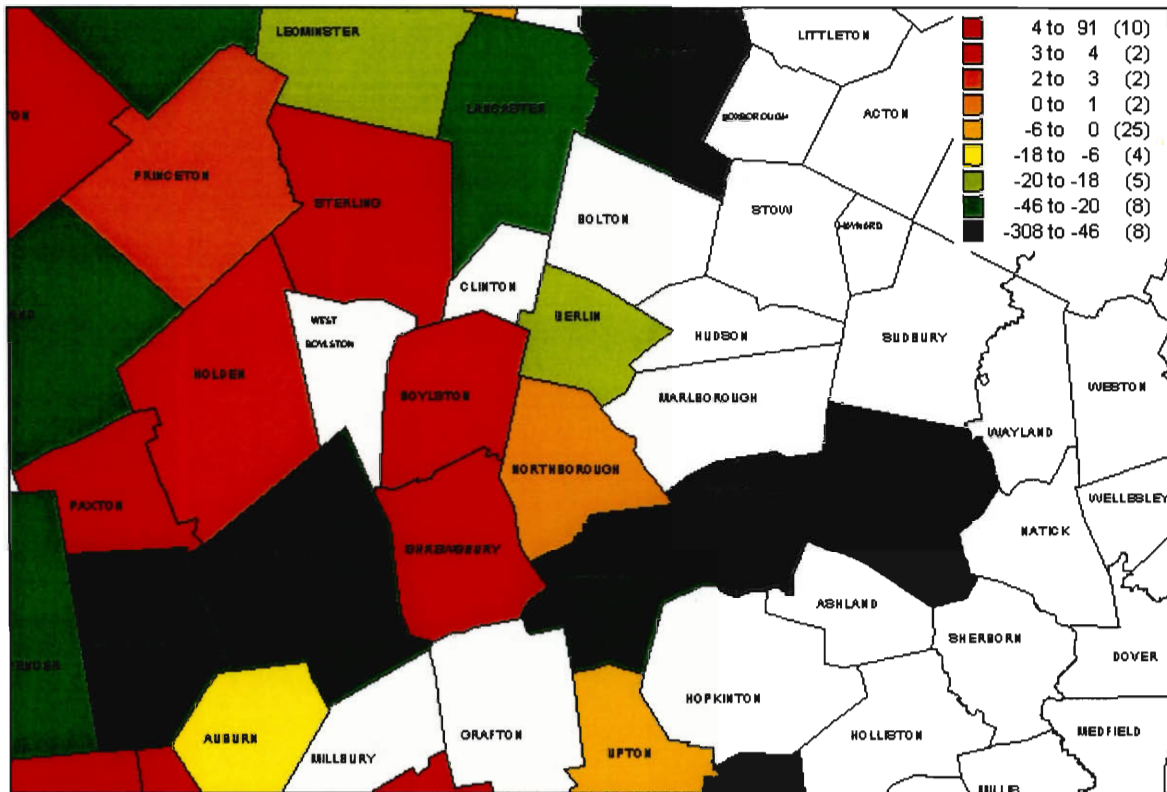 LEOMINSTER
LITTLETON
LANCASTER
BOXBOROUGH
ACTON
PRINCETON
STERLING
BOLTON
STOW
CLINTON
BERLIN
WEST
BOYLSTON
HUDSON
SUDBURY
HOLDEN
BOYLSTON
MARLBOROUGH
WESTON
WAYLAND
NORTHBOROUGH
PAXTON
WELLESLEY
NATICK
SHREWSBURY
ASHLAND
SHERBORN
DOVER
HOPKINTON
AUBURN
MILLBURY
GRAFTON
UPTON
HOLLISTON
MEDFIELD
MILLIS
4 to 91 (10)
3 to 4 (2)
2 to 3 (2)
0 to 1 (2)
-6 to 0 (25)
-18 to -6 (4)
-20 to -18 (5)
-46 to -20 (8)
-308 to -46 (8)